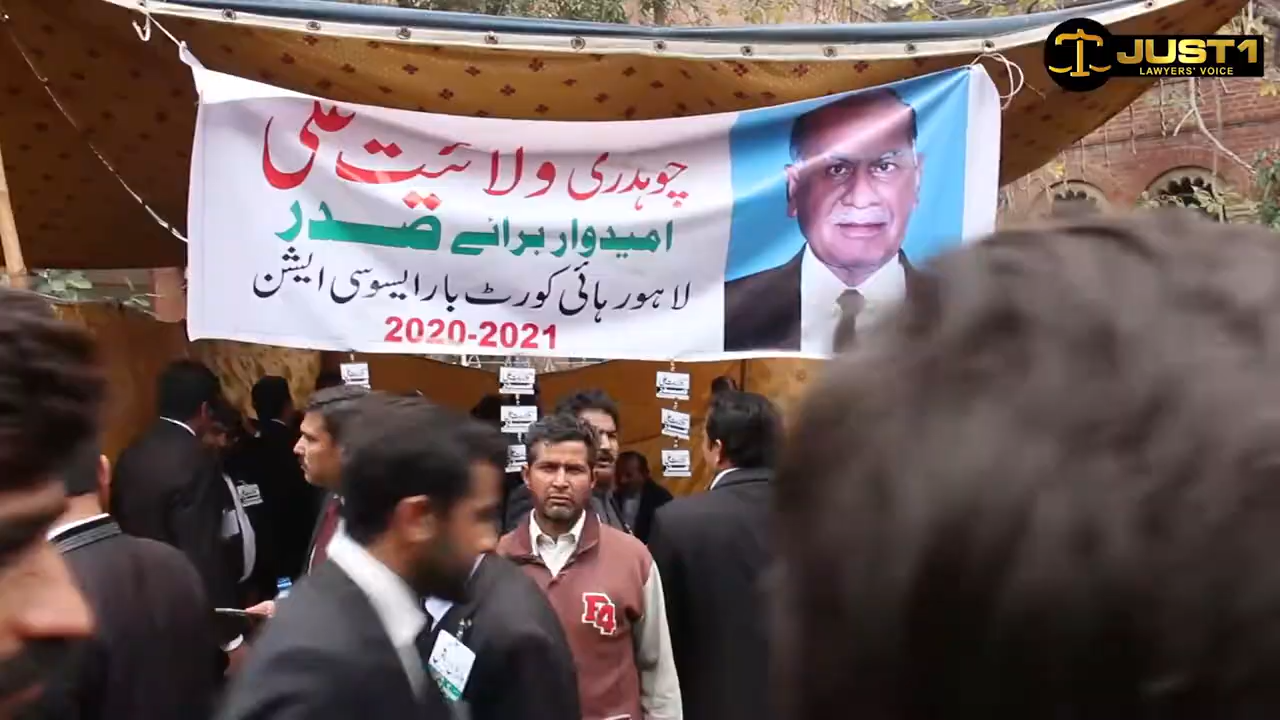 JUST1
LAWYERS' VOICE
چوہدری ولائیت علی
امیدوار برائے صدر
لاہور ہائی کورٹ بار ایسوسی ایشن
2020-2021
F4